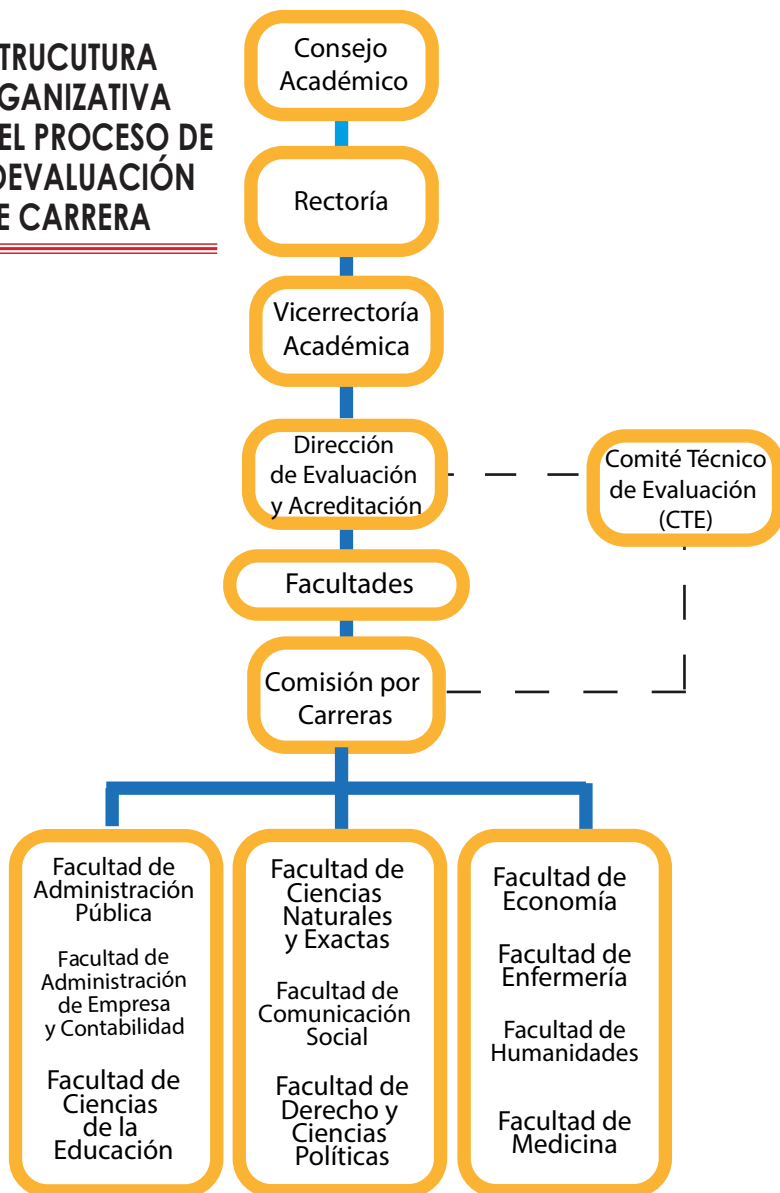 TRUCUTURA
GANIZATIVA
EL PROCESO DE
DEVALUACIÓN
E CARRERA
Consejo
Académico
Rectoría
Vicerrectoría
Académica
Dirección
de Evaluación
y Acreditación
Comité Técnico
de Evaluación
(CTE)
Facultades
Comisión por
Carreras
Facultad de
Administración
Pública
Facultad de
Administración
de Empresa
y Contabilidad
Facultad de
Ciencias
de la
Educación
Facultad de
Ciencias
Naturales
y Exactas
Facultad de
Comunicación
Social
Facultad de
Derecho y
Ciencias
Políticas
Facultad de
Economía
Facultad de
Enfermería
Facultad de
Humanidades
Facultad de
Medicina